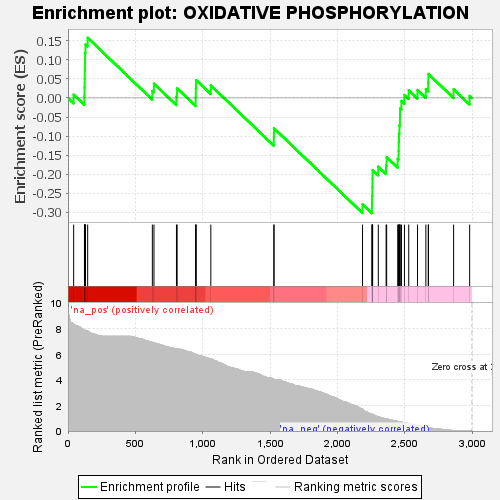 Enrichment plot: OXIDATIVE PHOSPHORYLATION
Enrichment score (ES)
0.15
0.10
0.05
0.00
-0.05
-0.10
-0.15
-0.20
-0.25
-0.30
Ranked list metric (PreRanked)
10
8
6
4
2
0
'na_pos' (positively correlated)
Zero cross at
'na_neg' (negatively correlated)
0
500
1,000
1,500
2,000
2,500
3,000
Rank in Ordered Dataset
Enrichment profile
Hits
Ranking metric scores